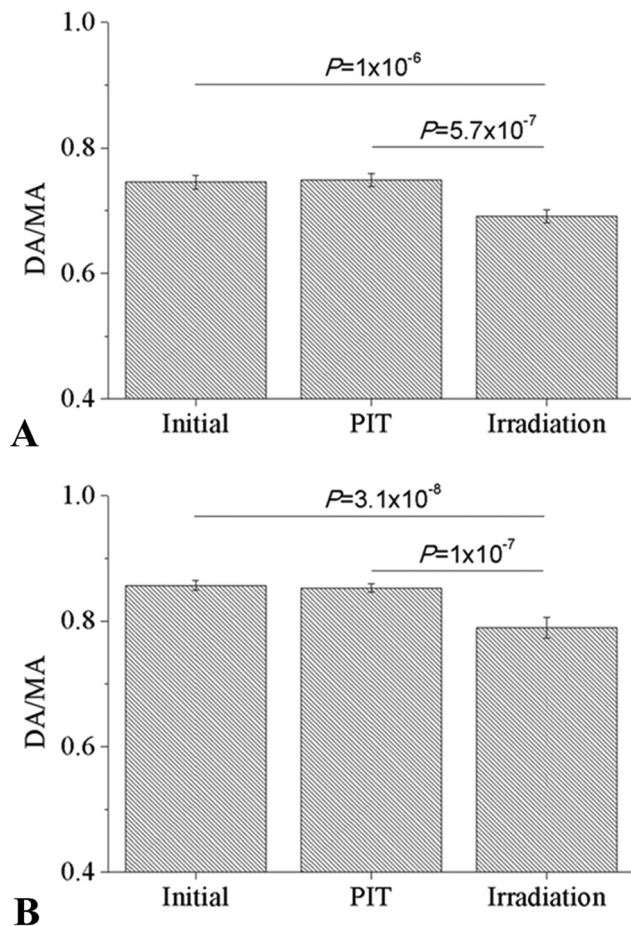 1.0
P=1x10⁻⁶
P=5.7x10⁻⁷
0.8
DA/MA
0.6
0.4
Initial PIT Irradiation
A
1.0
P=3.1x10⁻⁸
P=1x10⁻⁷
0.8
DA/MA
0.6
0.4
Initial PIT Irradiation
B